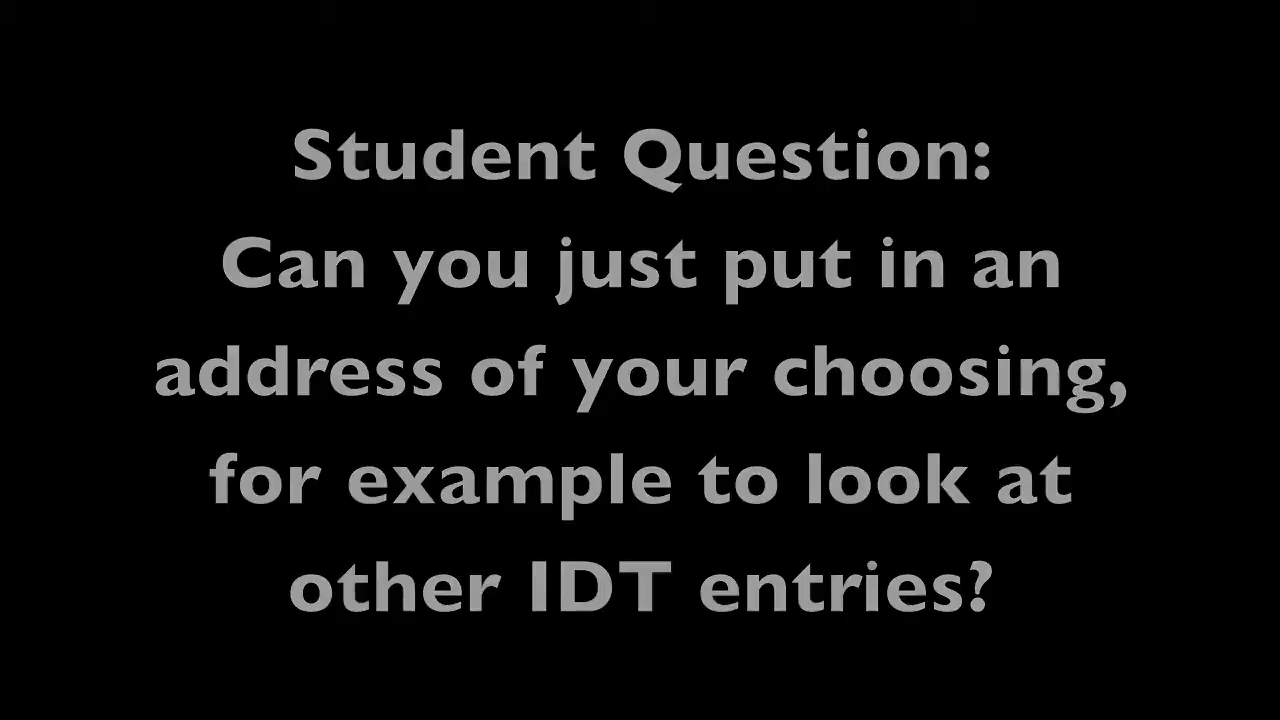 Student Question:
Can you just put in an
address of your choosing,
for example to look at
other IDT entries?